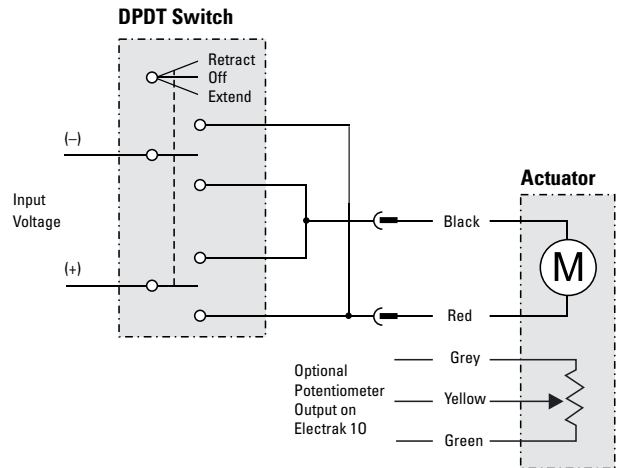 DPDT Switch
Retract
Off
Extend
(–)
Input
Voltage
(+)
Actuator
Black
M
Red
Optional
Potentiometer
Output on
Electrak 10
Grey
Yellow
Green